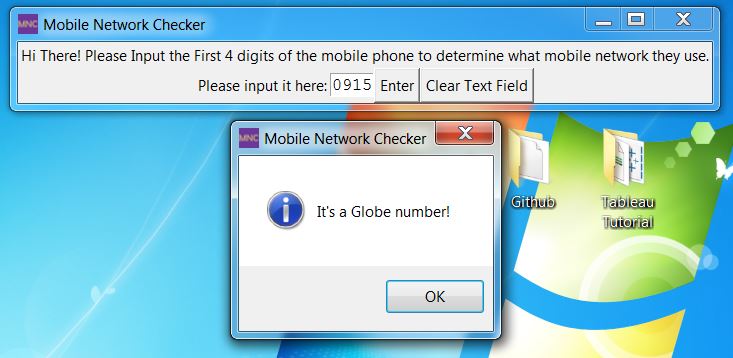 MNC Mobile Network Checker
Hi There! Please Input the First 4 digits of the mobile phone to determine what mobile network they use.
Please input it here: 0915 Enter Clear Text Field
MNC Mobile Network Checker
It's a Globe number!
OK
Github
Tableau
Tutorial